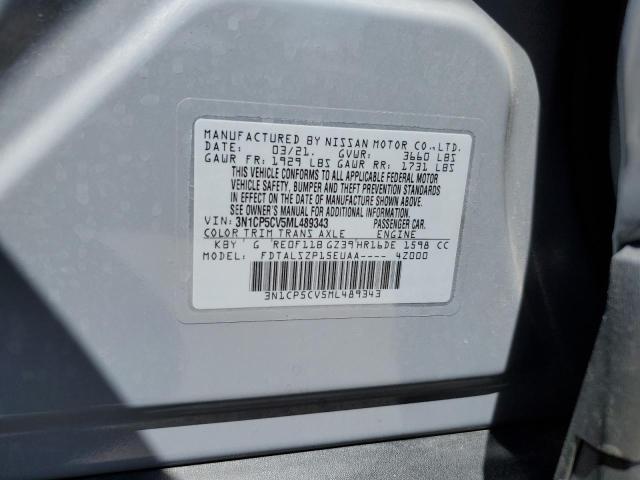 MANUFACTURED BY NISSAN MOTOR CO., LTD.
DATE: 03/21. GVWR: 3660 LBS
GAWR FR: 1929 LBS GAWR RR: 1731 LBS
THIS VEHICLE CONFORMS TO ALL APPLICABLE FEDERAL MOTOR
VEHICLE SAFETY, BUMPER AND THEFT PREVENTION STANDARDS
IN EFFECT ON THE DATE OF MANUFACTURE SHOWN ABOVE.
SEE OWNER'S MANUAL FOR ADDITIONAL INFORMATION.
VIN: 3N1CP5CV5ML489343 PASSENGER CAR.
COLOR TRIM TRANS AXLE ENGINE
KBY G RE0F11B GZ39 HR16DE 1598 CC
MODEL: FDTALSZP15EUAA---- 4Z000
3N1CP5CV5ML489343